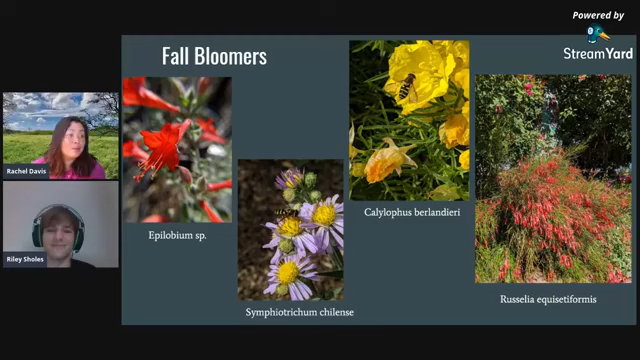 Powered by
StreamYard
Fall Bloomers
Rachel Davis
Riley Sholes
Epilobium sp.
Symphiotrichum chilense
Calylophus berlandieri
Russelia equisetiformis